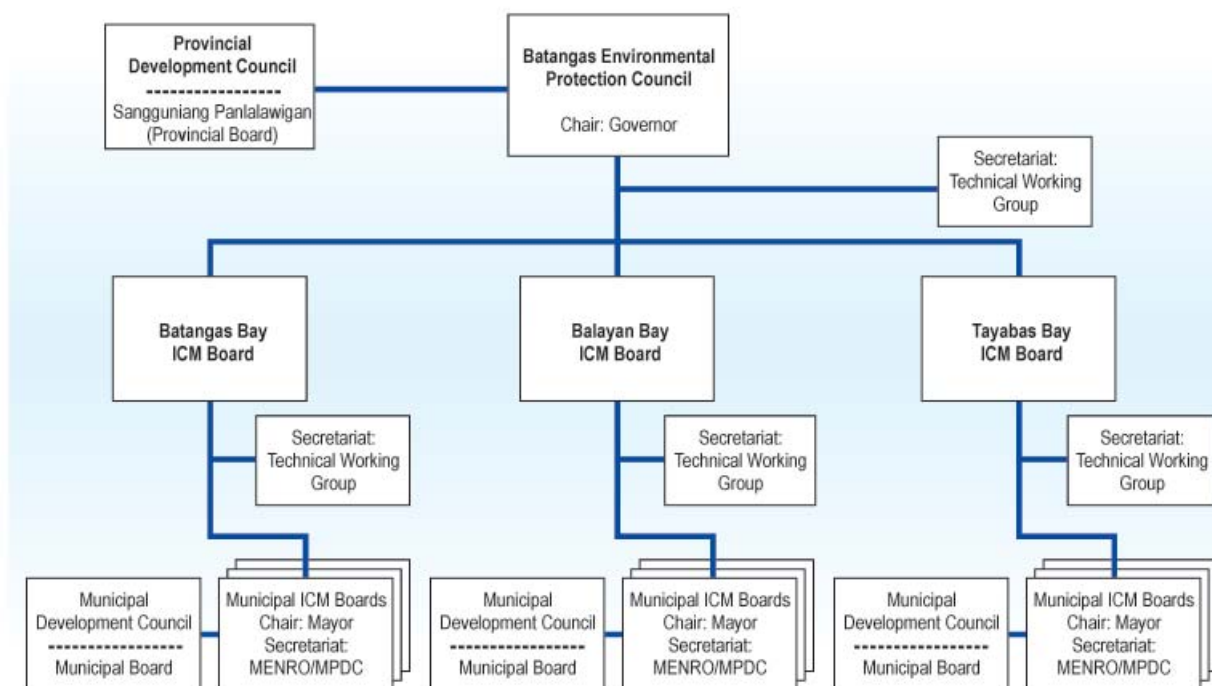 Provincial
Development Council
-----------------
Sangguniang Panlalawigan
(Provincial Board)
Batangas Environmental
Protection Council
Chair: Governor
Secretariat:
Technical Working
Group
Batangas Bay
ICM Board
Balayan Bay
ICM Board
Tayabas Bay
ICM Board
Secretariat:
Technical Working
Group
Secretariat:
Technical Working
Group
Secretariat:
Technical Working
Group
Municipal
Development Council
-----------------
Municipal Board
Municipal ICM Boards
Chair: Mayor
Secretariat:
MENRO/MPDC
Municipal
Development Council
-----------------
Municipal Board
Municipal ICM Boards
Chair: Mayor
Secretariat:
MENRO/MPDC
Municipal
Development Council
-----------------
Municipal Board
Municipal ICM Boards
Chair: Mayor
Secretariat:
MENRO/MPDC